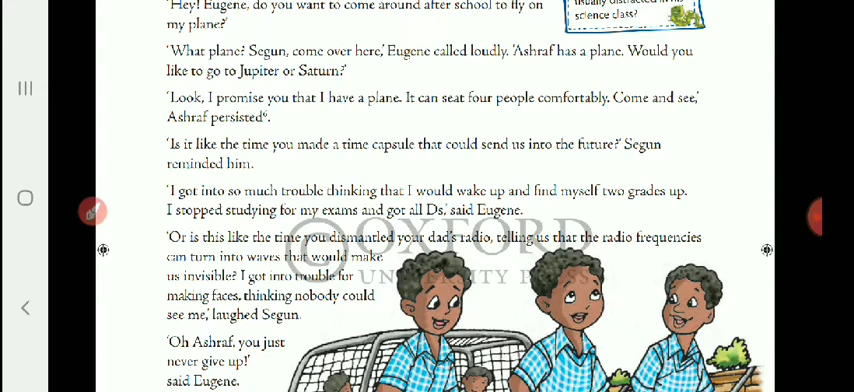 'Hey! Eugene, do you want to come around after school to fly on
my plane?'
usually distracted in his
science class?
'What plane? Segun, come over here,' Eugene called loudly. 'Ashraf has a plane. Would you
like to go to Jupiter or Saturn?'
'Look, I promise you that I have a plane. It can seat four people comfortably. Come and see,'
Ashraf persisted⁶.
'Is it like the time you made a time capsule that could send us into the future?' Segun
reminded him.
'I got into so much trouble thinking that I would wake up and find myself two grades up.
I stopped studying for my exams and got all Ds,' said Eugene.
'Or is this like the time you dismantled your dad's radio, telling us that the radio frequencies
can turn into waves that would make
us invisible? I got into trouble for
making faces, thinking nobody could
see me,' laughed Segun.
'Oh Ashraf, you just
never give up!'
said Eugene.
© OXFORD
UNIVERSITY PRESS